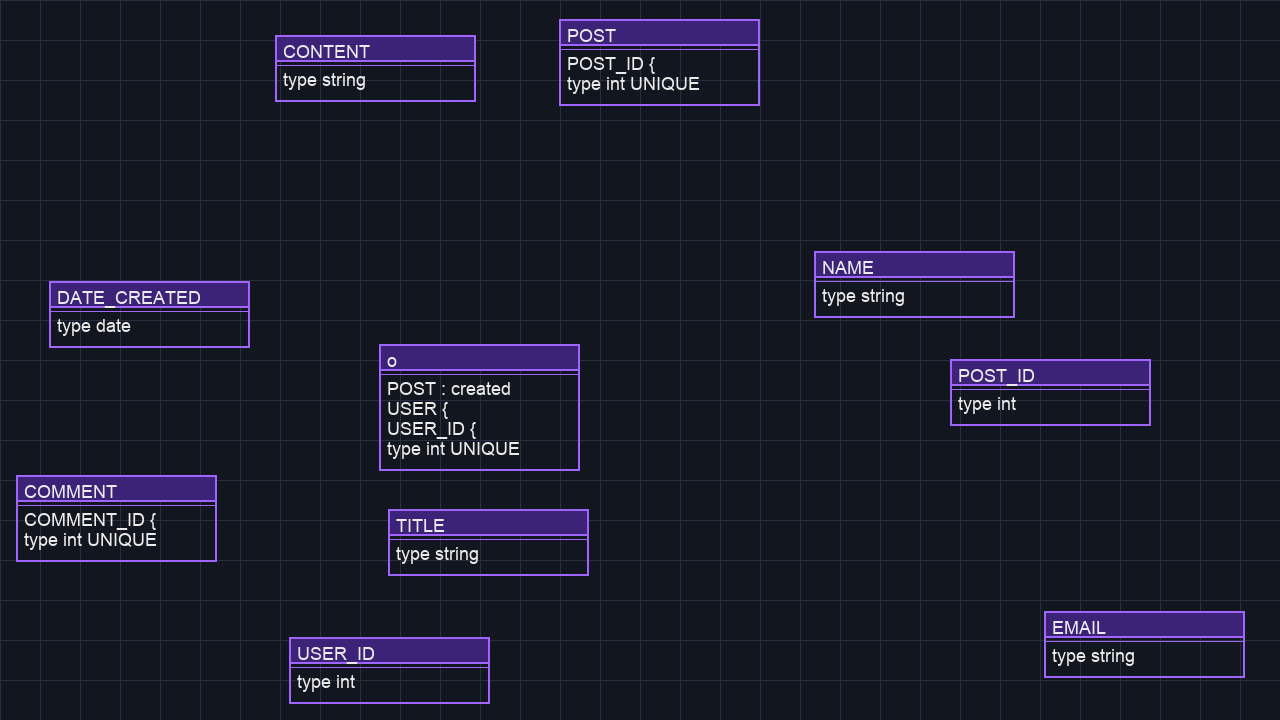 CONTENT
type string
POST
POST_ID {
type int UNIQUE
NAME
type string
DATE_CREATED
type date
o
POST : created
USER {
USER_ID {
type int UNIQUE
POST_ID
type int
COMMENT
COMMENT_ID {
type int UNIQUE
TITLE
type string
USER_ID
type int
EMAIL
type string